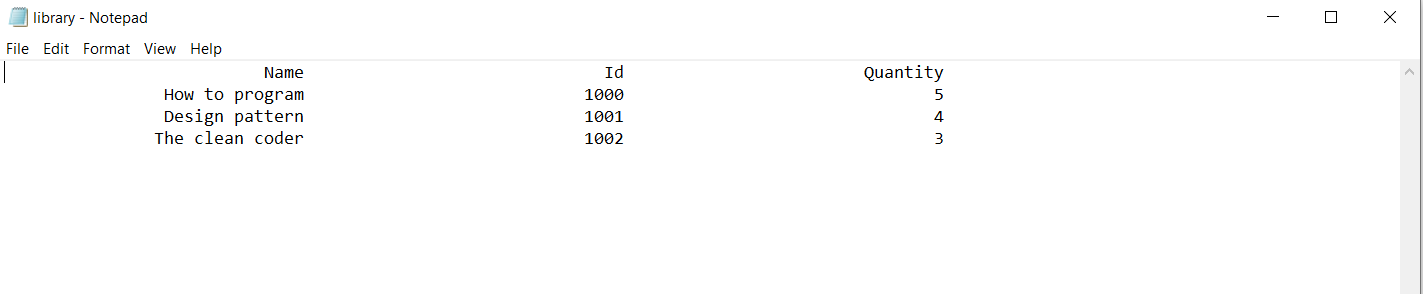 library - Notepad
File Edit Format View Help
Name Id Quantity
How to program 1000 5
Design pattern 1001 4
The clean coder 1002 3